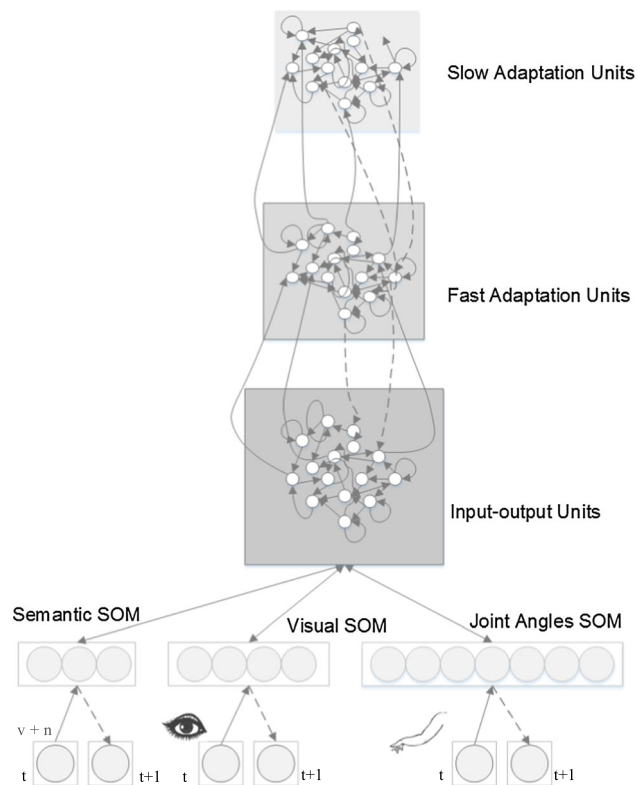 Slow Adaptation Units
Fast Adaptation Units
Input-output Units
Semantic SOM
Visual SOM
Joint Angles SOM
v + n
t
t+1
t
t+1
t
t+1